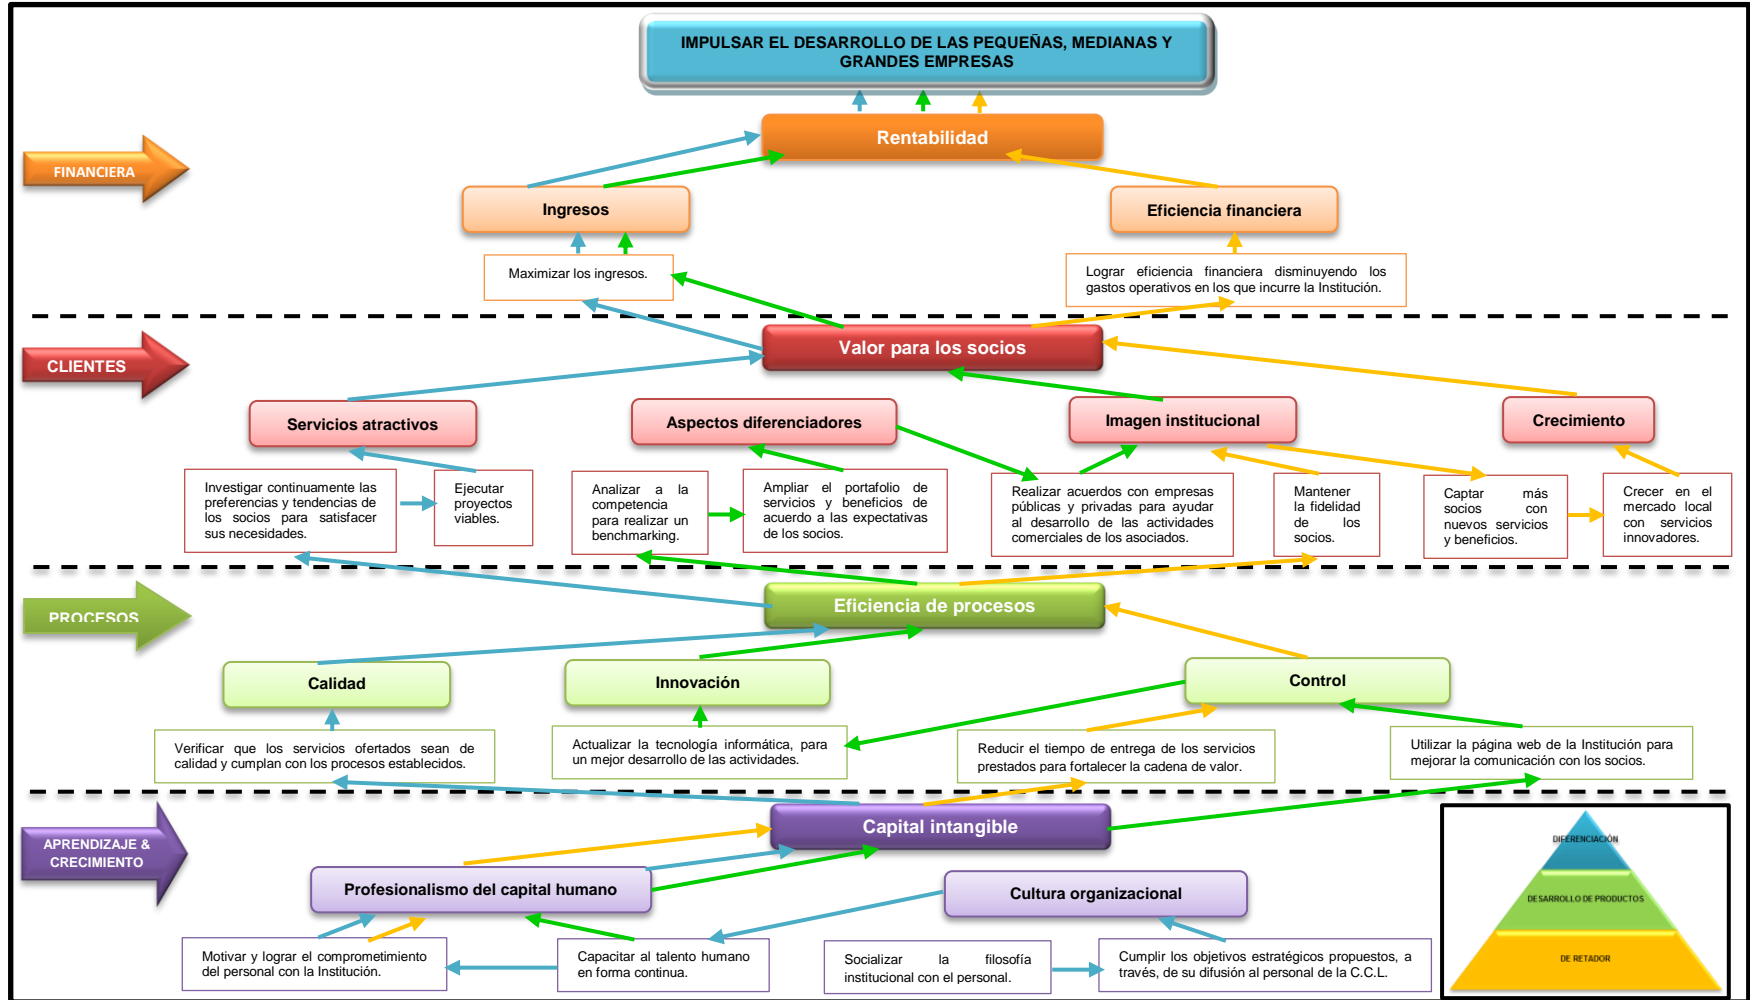 IMPULSAR EL DESARROLLO DE LAS PEQUEÑAS, MEDIANAS Y
GRANDES EMPRESAS
Rentabilidad
FINANCIERA
Ingresos
Eficiencia financiera
Maximizar los ingresos.
Lograr eficiencia financiera disminuyendo los
gastos operativos en los que incurre la Institución.
Valor para los socios
CLIENTES
Servicios atractivos
Aspectos diferenciadores
Imagen institucional
Crecimiento
Investigar continuamente las
preferencias y tendencias de
los socios para satisfacer
sus necesidades.
Ejecutar
proyectos
viables.
Analizar a la
competencia
para realizar un
benchmarking.
Ampliar el portafolio de
servicios y beneficios de
acuerdo a las expectativas
de los socios.
Realizar acuerdos con empresas
públicas y privadas para ayudar
al desarrollo de las actividades
comerciales de los asociados.
Mantener
la fidelidad
de los
socios.
Captar más
socios con
nuevos servicios
y beneficios.
Crecer en el
mercado local
con servicios
innovadores.
Eficiencia de procesos
PROCESOS
Calidad
Innovación
Control
Verificar que los servicios ofertados sean de
calidad y cumplan con los procesos establecidos.
Actualizar la tecnología informática, para
un mejor desarrollo de las actividades.
Reducir el tiempo de entrega de los servicios
prestados para fortalecer la cadena de valor.
Utilizar la página web de la Institución para
mejorar la comunicación con los socios.
Capital intangible
APRENDIZAJE &
CRECIMIENTO
Profesionalismo del capital humano
Cultura organizacional
Motivar y lograr el comprometimiento
del personal con la Institución.
Capacitar al talento humano
en forma continua.
Socializar la filosofía
institucional con el personal.
Cumplir los objetivos estratégicos propuestos, a
través, de su difusión al personal de la C.C.L.
DIFERENCIACIÓN
DESARROLLO DE PRODUCTOS
DE RETADOR